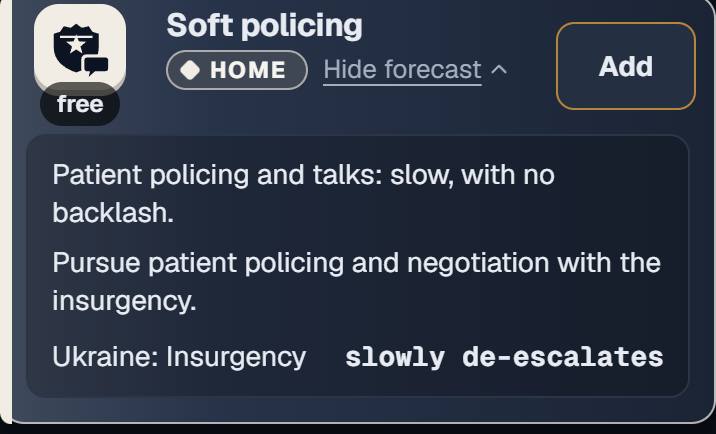 Soft policing
HOME
Hide forecast
Add
free
Patient policing and talks: slow, with no
backlash.
Pursue patient policing and negotiation with the
insurgency.
Ukraine: Insurgency slowly de-escalates